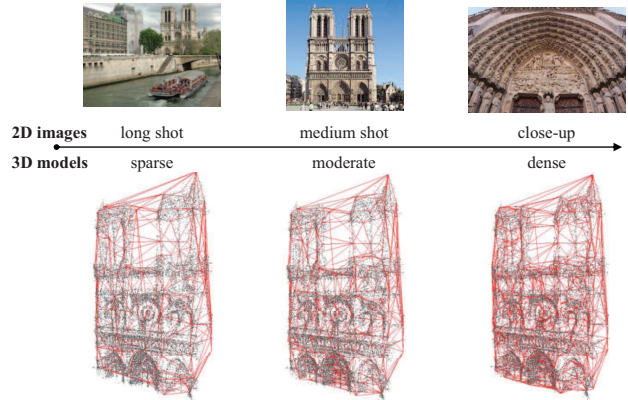 2D images long shot medium shot close-up
3D models sparse moderate dense